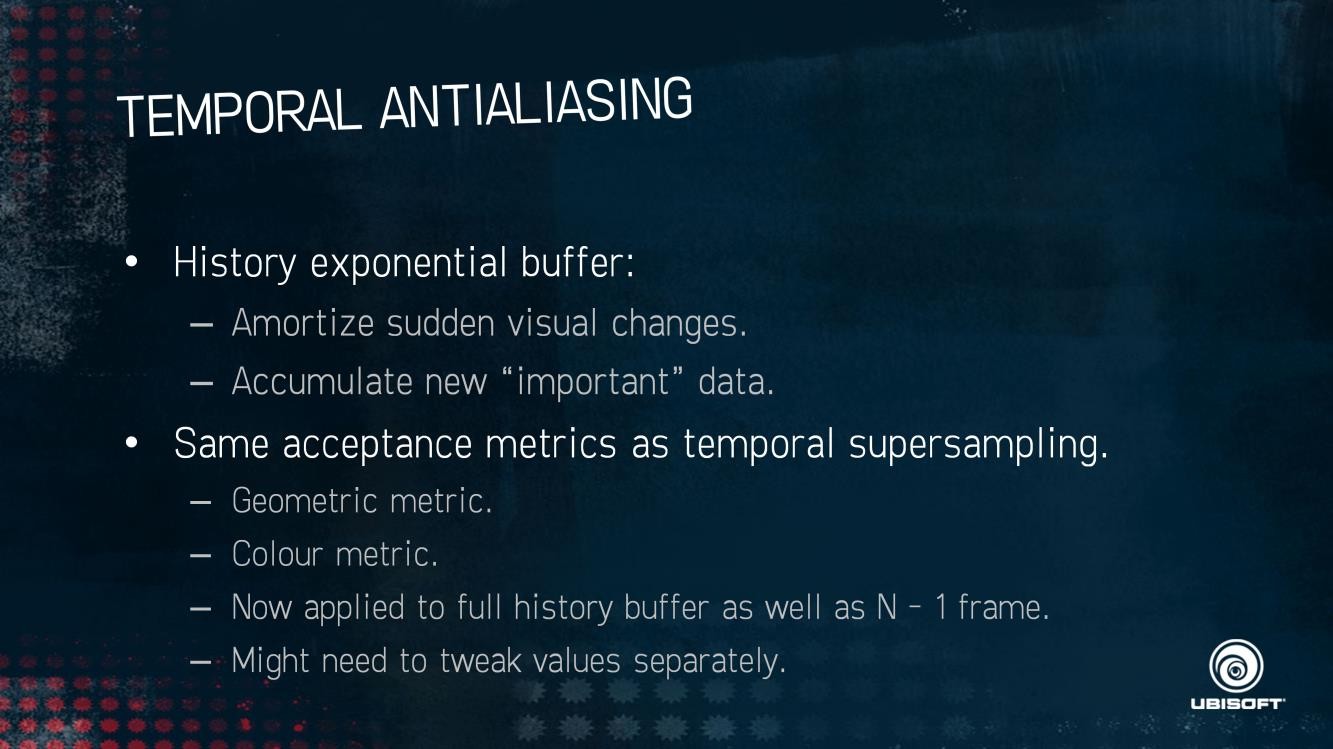 TEMPORAL ANTIALIASING
• History exponential buffer:
– Amortize sudden visual changes.
– Accumulate new “important” data.
• Same acceptance metrics as temporal supersampling.
– Geometric metric.
– Colour metric.
– Now applied to full history buffer as well as N - 1 frame.
– Might need to tweak values separately.
UBISOFT